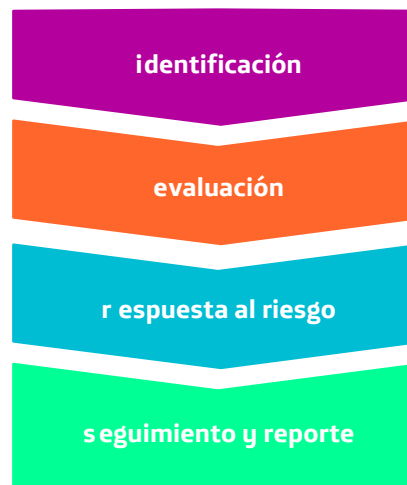 identificación
evaluación
r espuesta al riesgo
s eguimiento y reporte